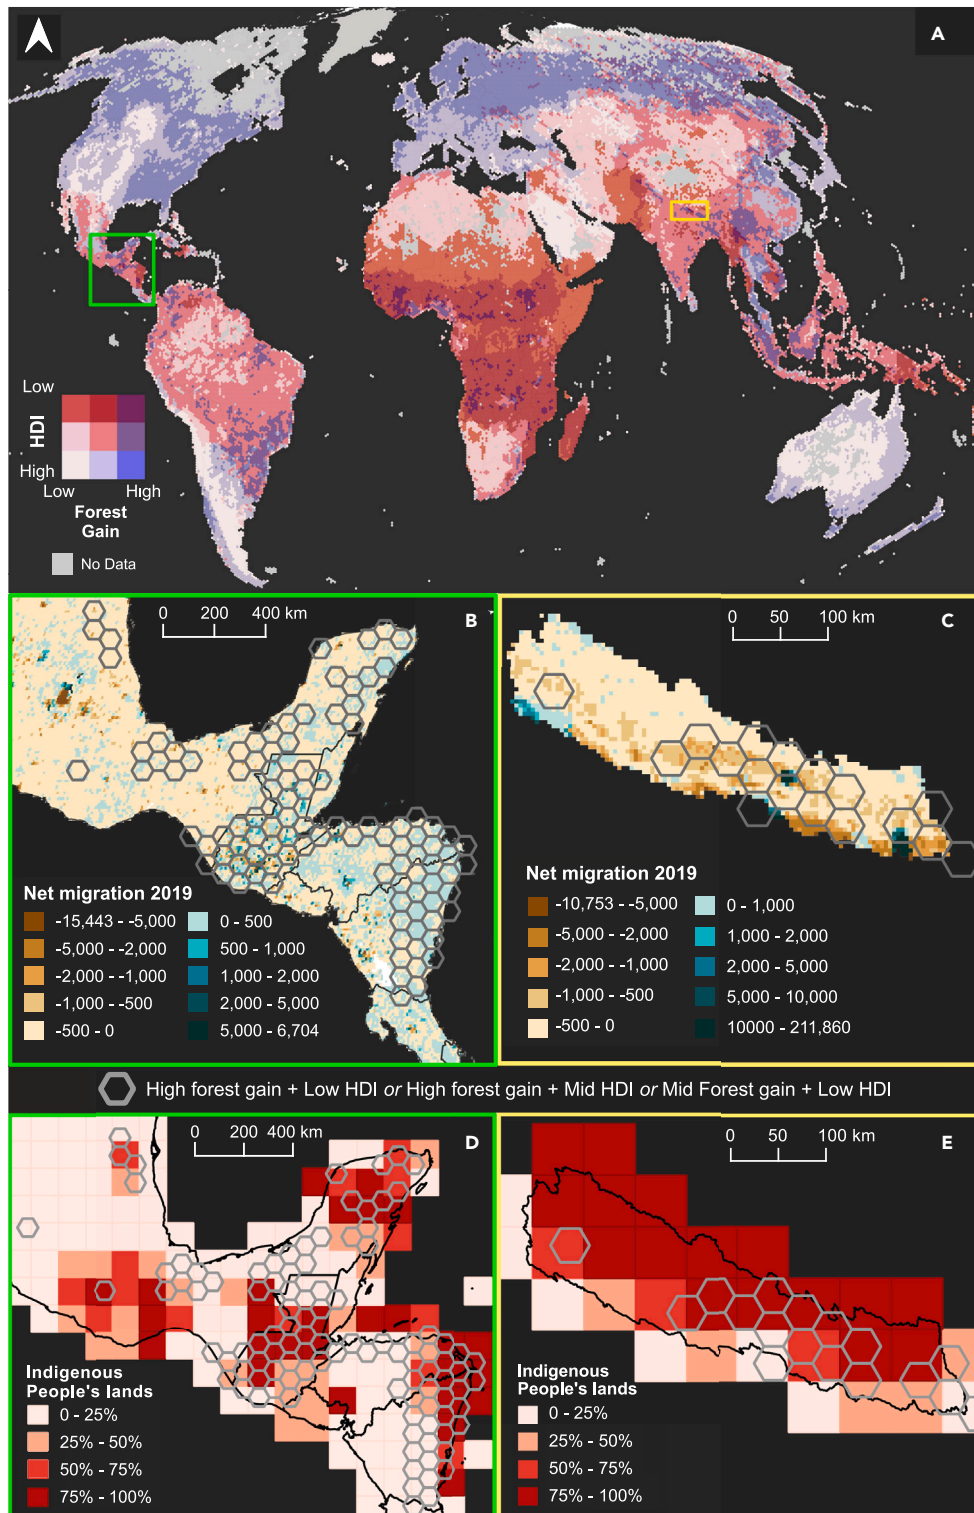 A
Low
HDI
High
Low High
Forest
Gain
No Data
0 200 400 km
B
Net migration 2019
-15,443 - -5,000
-5,000 - -2,000
-2,000 - -1,000
-1,000 - -500
-500 - 0
0 - 500
500 - 1,000
1,000 - 2,000
2,000 - 5,000
5,000 - 6,704
0 50 100 km
C
Net migration 2019
-10,753 - -5,000
-5,000 - -2,000
-2,000 - -1,000
-1,000 - -500
-500 - 0
0 - 1,000
1,000 - 2,000
2,000 - 5,000
5,000 - 10,000
10000 - 211,860
High forest gain + Low HDI or High forest gain + Mid HDI or Mid Forest gain + Low HDI
0 200 400 km
D
Indigenous
People's lands
0 - 25%
25% - 50%
50% - 75%
75% - 100%
0 50 100 km
E
Indigenous
People's lands
0 - 25%
25% - 50%
50% - 75%
75% - 100%